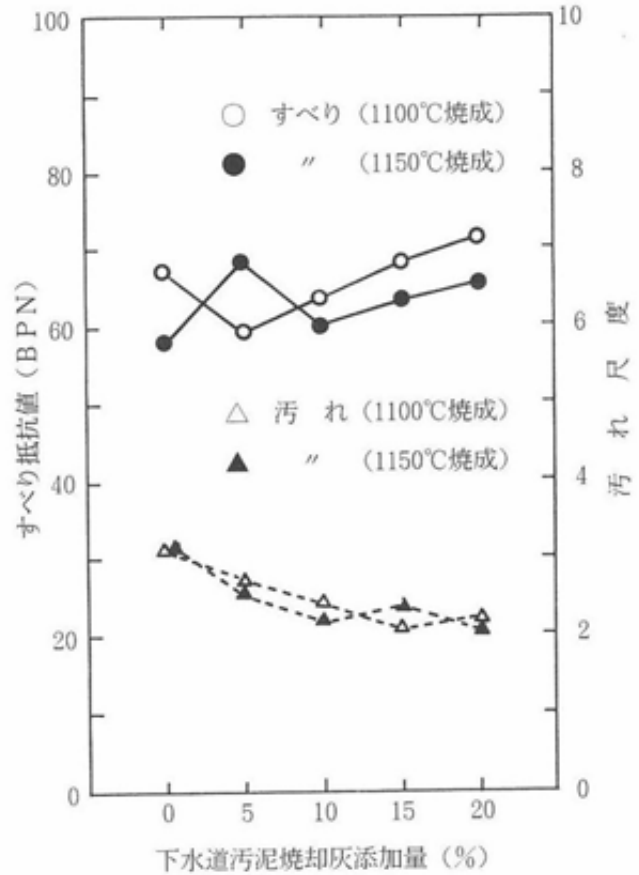 100
80
60
40
20
0
すべり抵抗値（BPN）
○ すべり（1100℃焼成）
● 〃 （1150℃焼成）
△ 汚 れ（1100℃焼成）
▲ 〃 （1150℃焼成）
10
8
6
4
2
0
汚れ尺度
0 5 10 15 20
下水道汚泥焼却灰添加量（%）